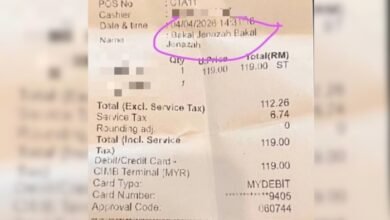 POS No : CTA11
Cashier :
Date & time : 04/04/2026 14:31
Name : Bakal Jenazah Bakal
Jenazah
Qty U.Price Total(RM)
1 119.00 119.00 ST
Total (Excl. Service Tax) 112.26
Service Tax 6.74
Rounding adj. 0
Total (Incl. Service
Tax) 119.00
Debit/Credit Card - 119.00
CIMB Terminal (MYR)
Card Type: MYDEBIT
Card Number: ************9405
Approval Code: 060744